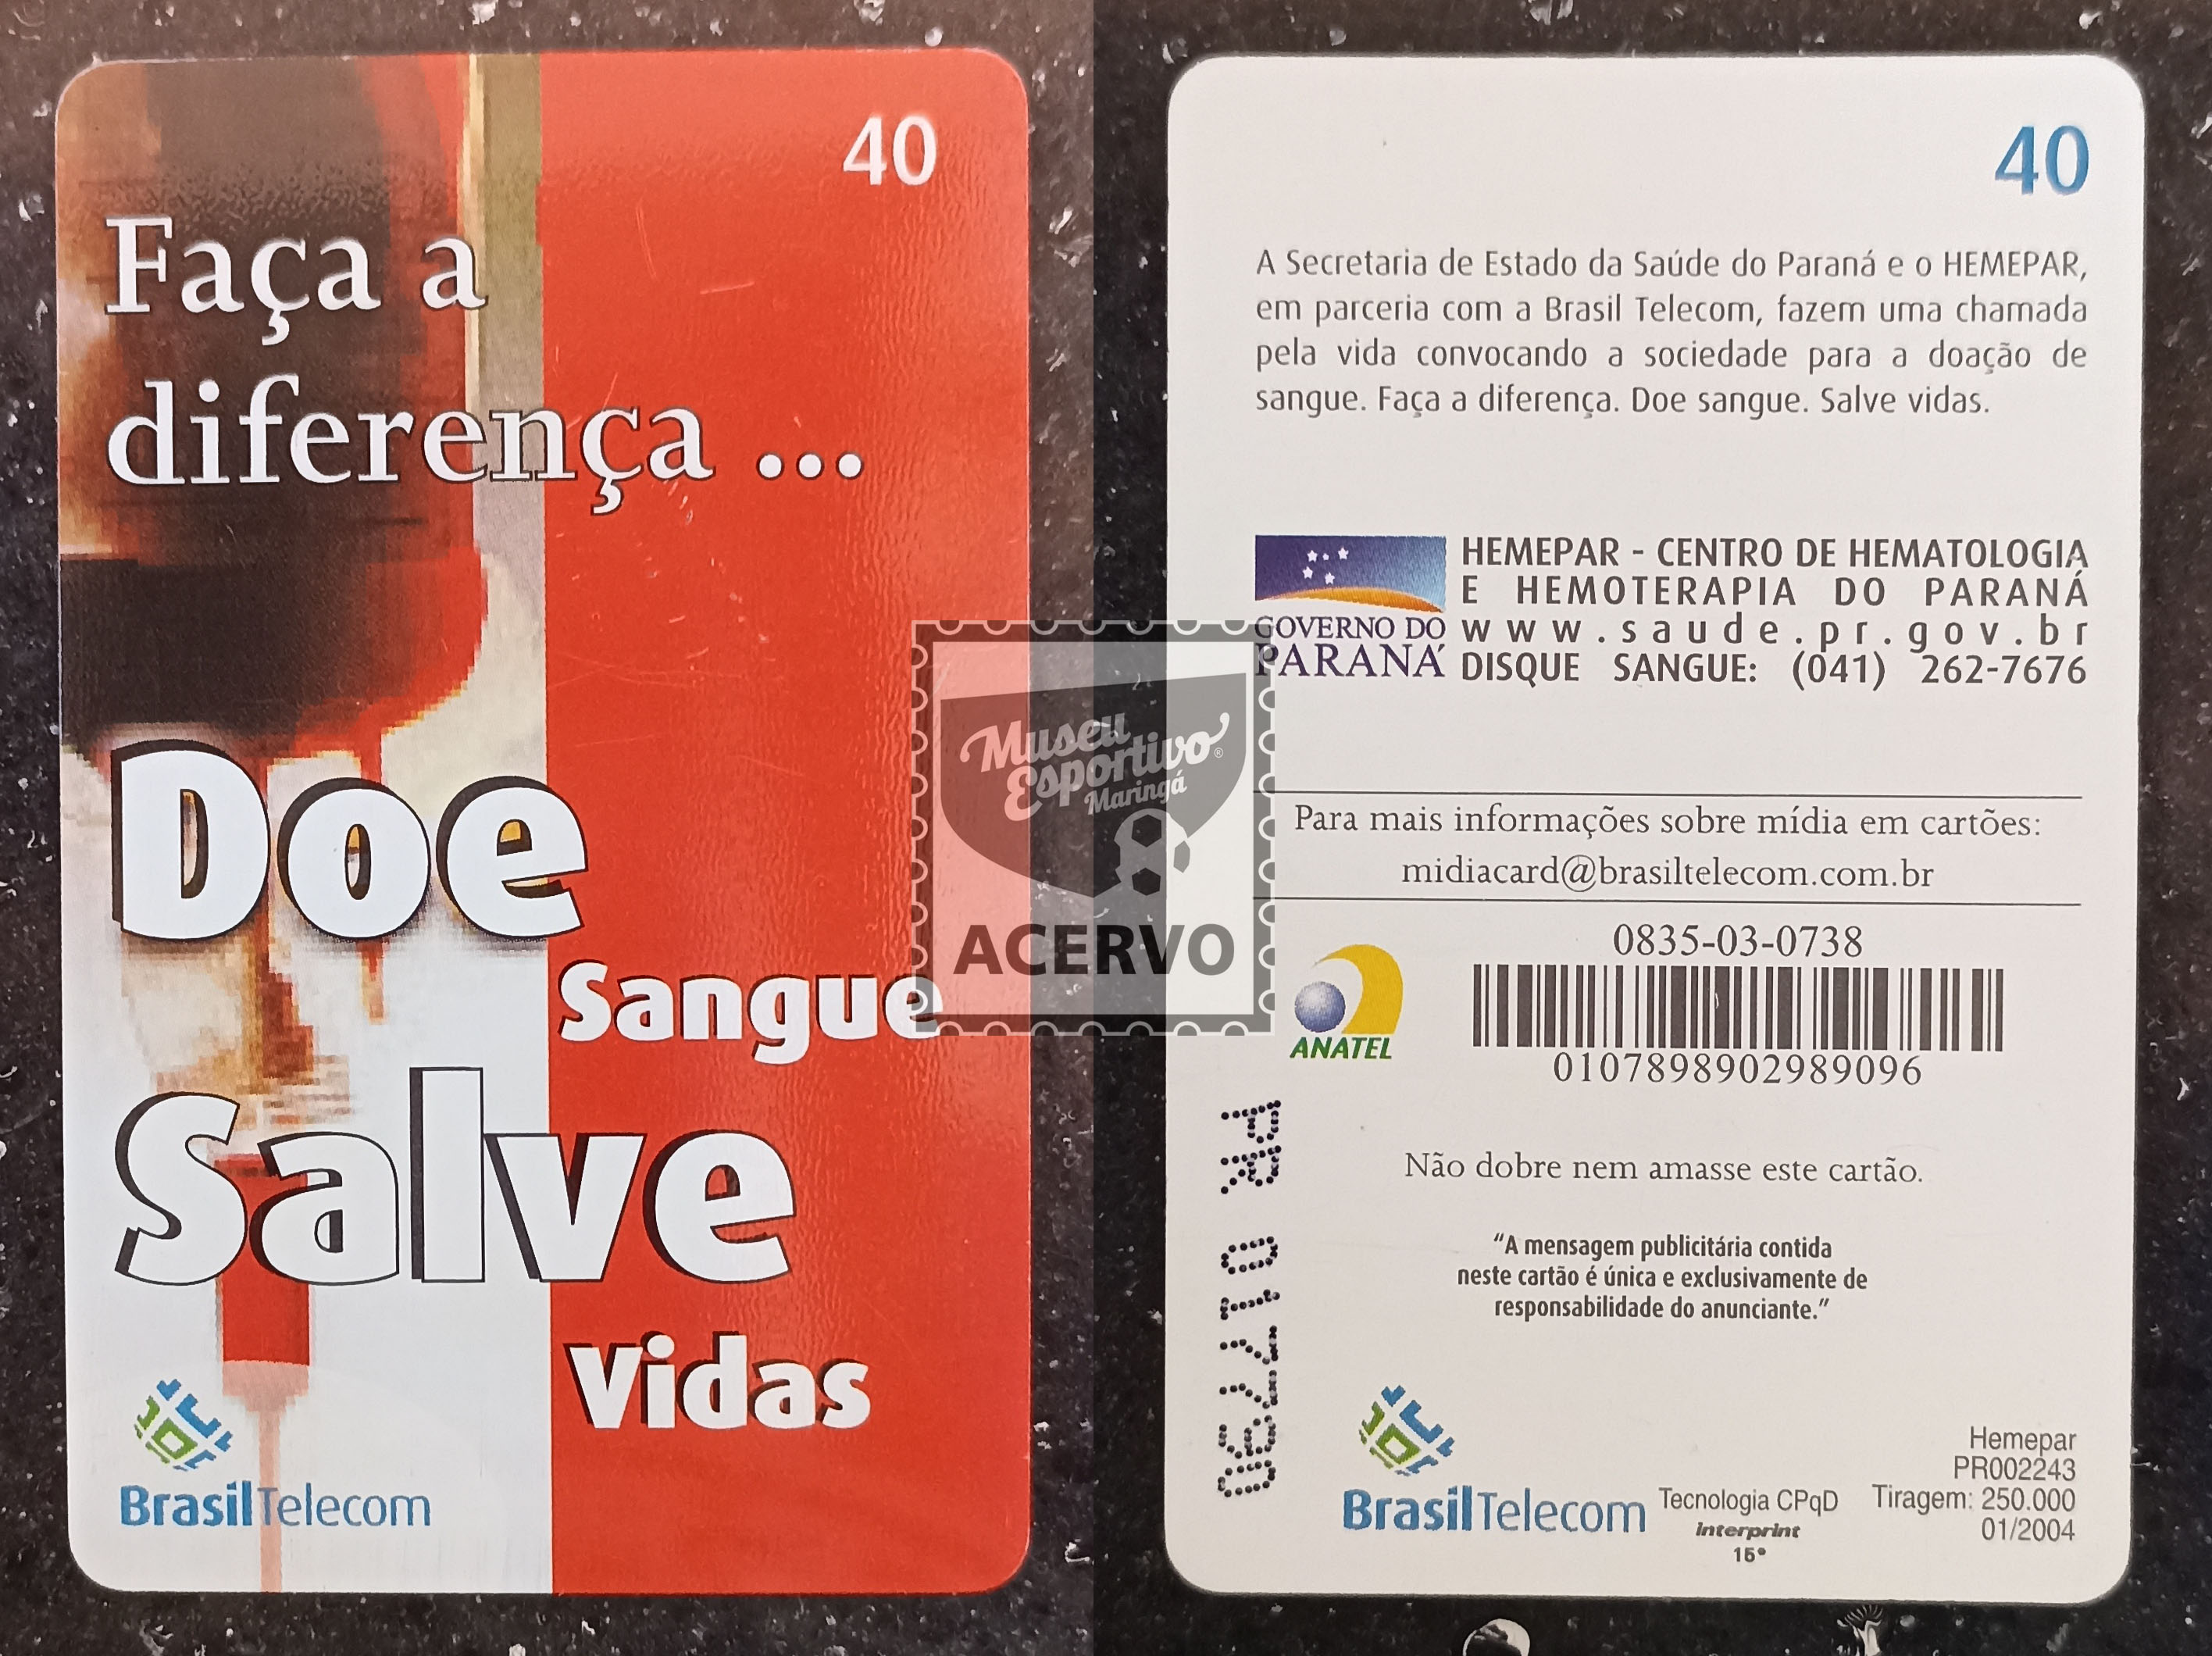 40
Faça a
diferença ...
Doe
Sangue
Salve
Vidas
BrasilTelecom
40
A Secretaria de Estado da Saúde do Paraná e o HEMEPAR,
em parceria com a Brasil Telecom, fazem uma chamada
pela vida convocando a sociedade para a doação de
sangue. Faça a diferença. Doe sangue. Salve vidas.
GOVERNO DO
PARANÁ
HEMEPAR - CENTRO DE HEMATOLOGIA
E HEMOTERAPIA DO PARANÁ
www.saude.pr.gov.br
DISQUE SANGUE: (041) 262-7676
Museu
Esportivo®
Maringá
ACERVO
Para mais informações sobre mídia em cartões:
midiacard@brasiltelecom.com.br
0835-03-0738
ANATEL
0107898902989096
Não dobre nem amasse este cartão.
“A mensagem publicitária contida
neste cartão é única e exclusivamente de
responsabilidade do anunciante.”
BrasilTelecom
Tecnologia CPqD
interprint
15ª
Hemepar
PR002243
Tiragem: 250.000
01/2004